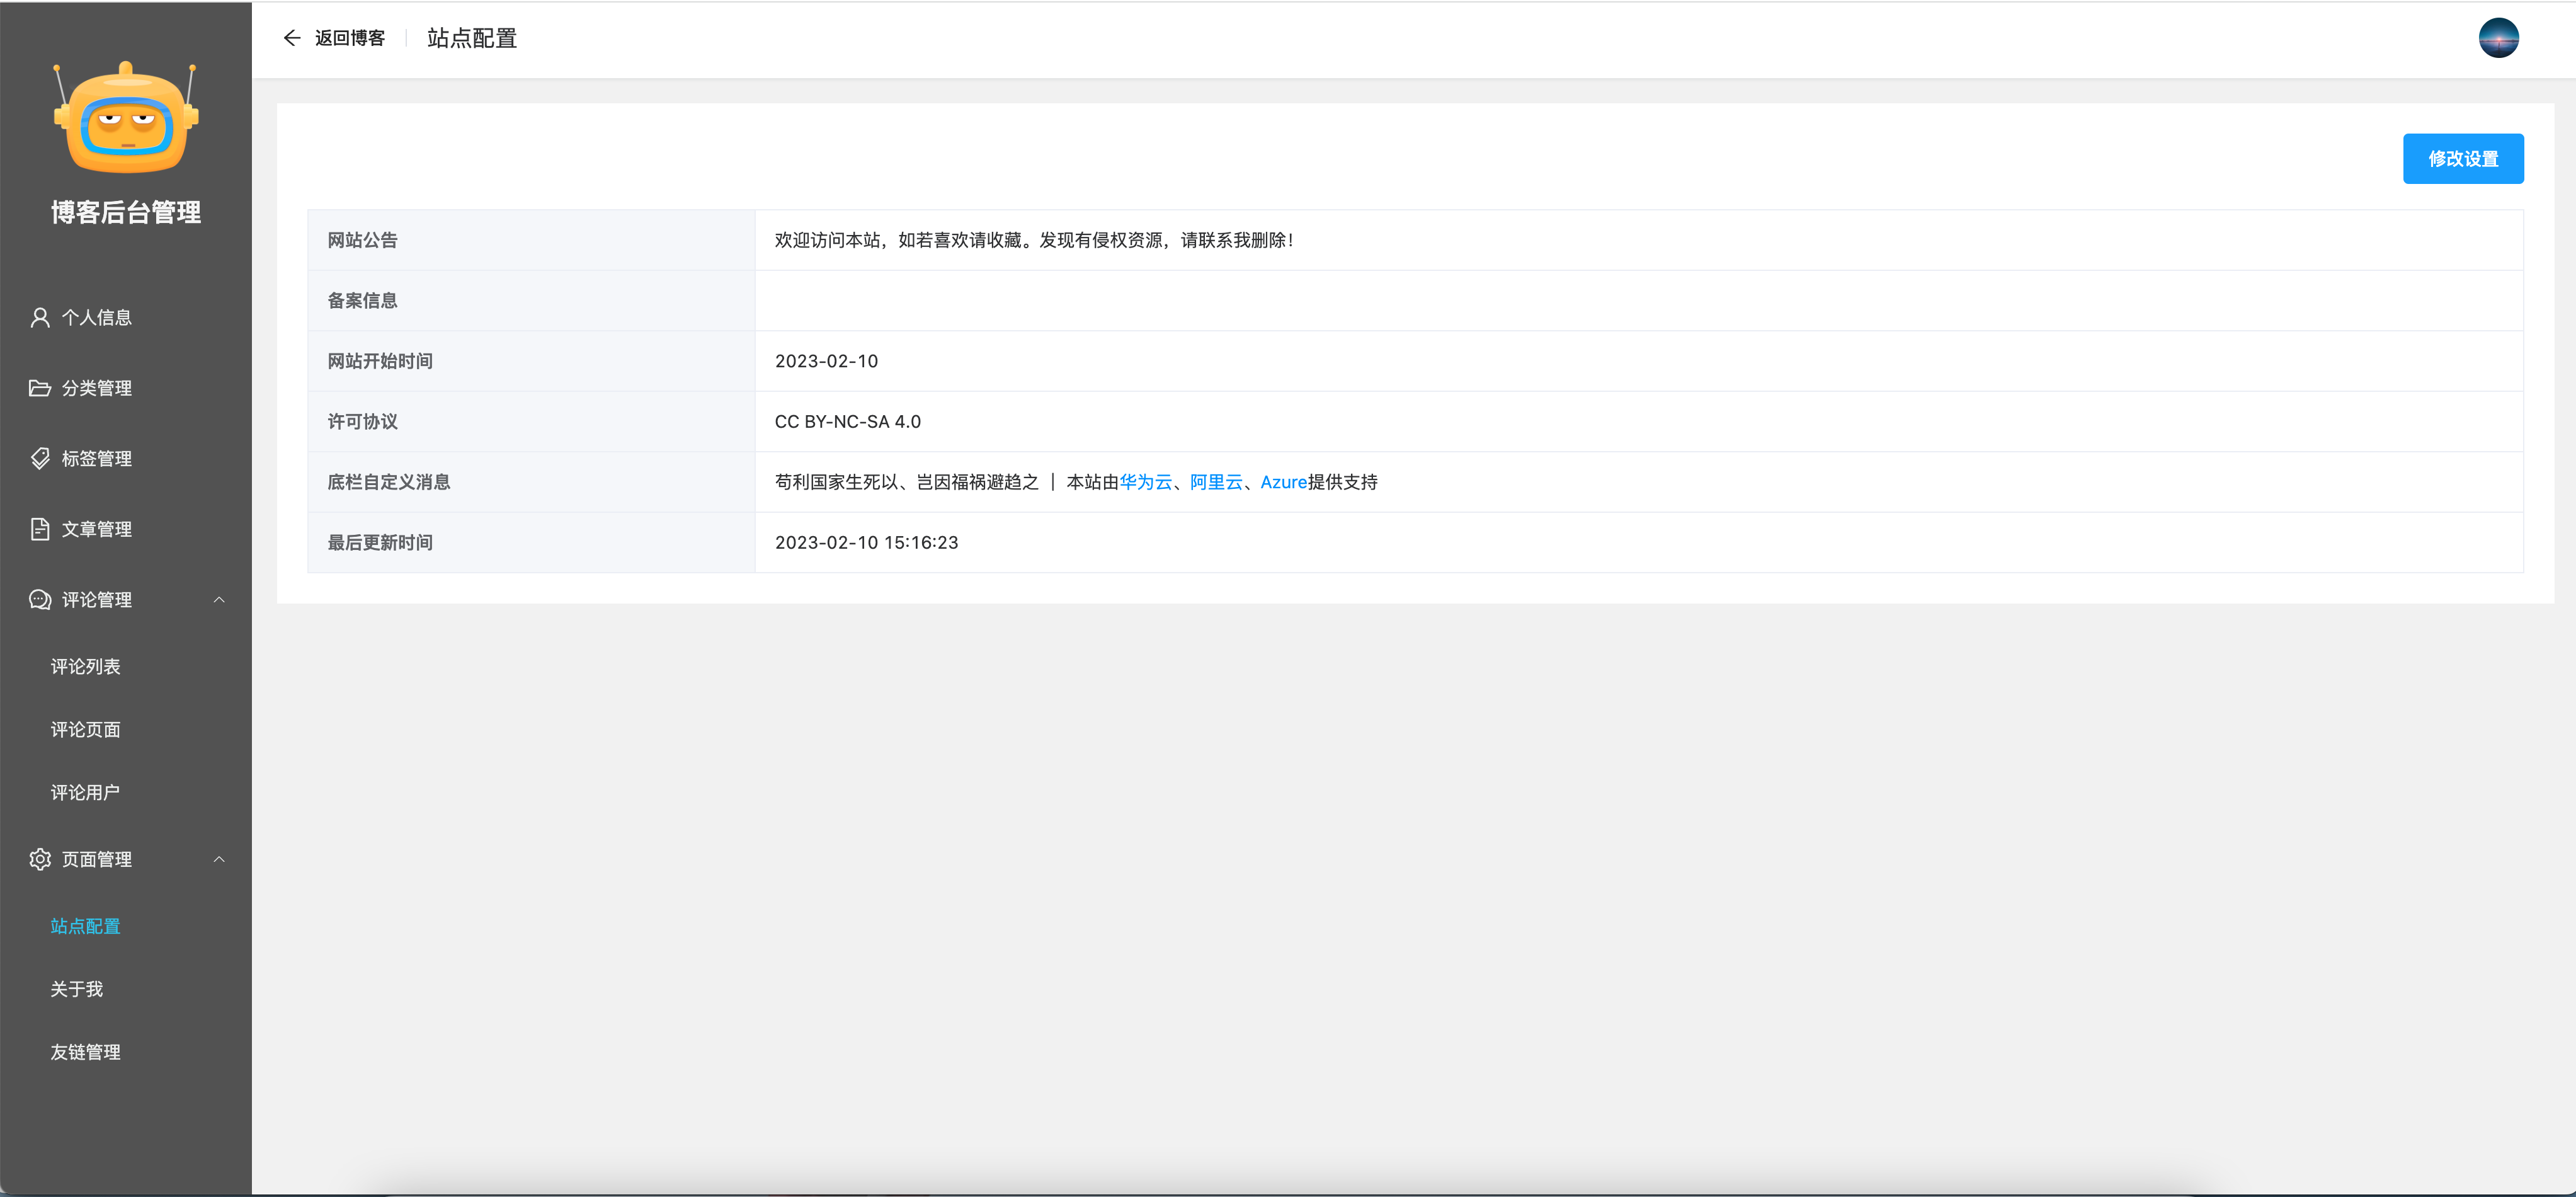 返回博客
站点配置
博客后台管理
个人信息
分类管理
标签管理
文章管理
评论管理
评论列表
评论页面
评论用户
页面管理
站点配置
关于我
友链管理
修改设置
网站公告 欢迎访问本站，如若喜欢请收藏。发现有侵权资源，请联系我删除！
备案信息
网站开始时间 2023-02-10
许可协议 CC BY-NC-SA 4.0
底栏自定义消息 苟利国家生死以、岂因福祸避趋之 | 本站由华为云、阿里云、Azure提供支持
最后更新时间 2023-02-10 15:16:23